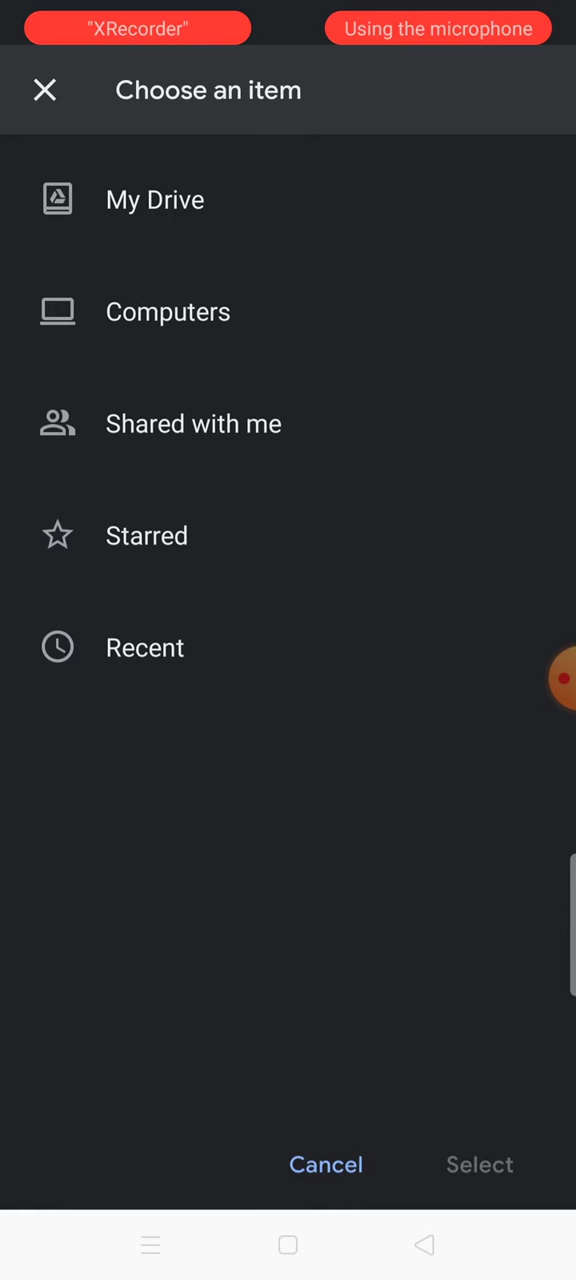 "XRecorder"
Using the microphone
Choose an item
My Drive
Computers
Shared with me
Starred
Recent
Cancel
Select